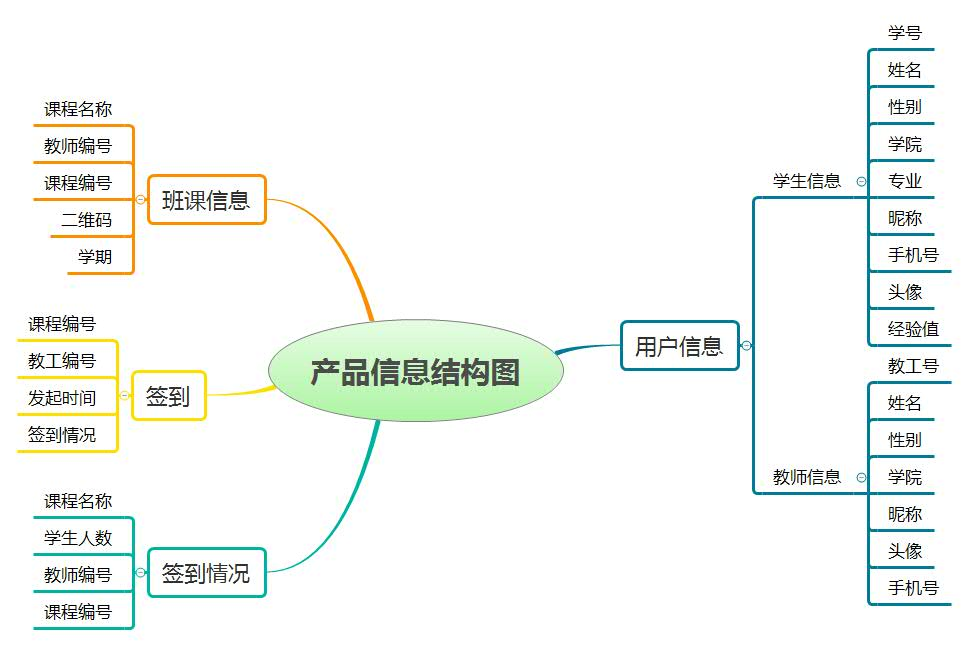 产品信息结构图
班课信息
课程名称
教师编号
课程编号
二维码
学期
签到
课程编号
教工编号
发起时间
签到情况
签到情况
课程名称
学生人数
教师编号
课程编号
用户信息
学生信息
学号
姓名
性别
学院
专业
昵称
手机号
头像
经验值
教师信息
教工号
姓名
性别
学院
昵称
头像
手机号